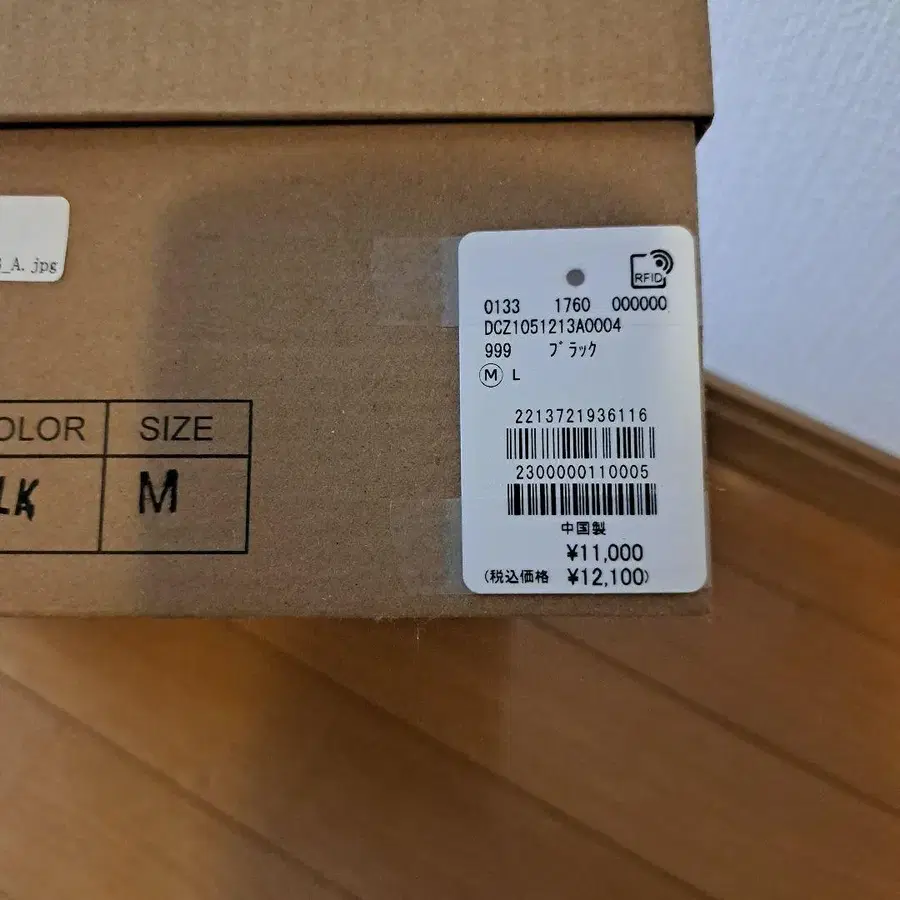 _A.jpg
OLOR SIZE
LK M
RFID
0133 1760 000000
DCZ1051213A0004
999 ブラック
M L
2213721936116
2300000110005
中国製
¥11,000
(税込価格 ¥12,100)